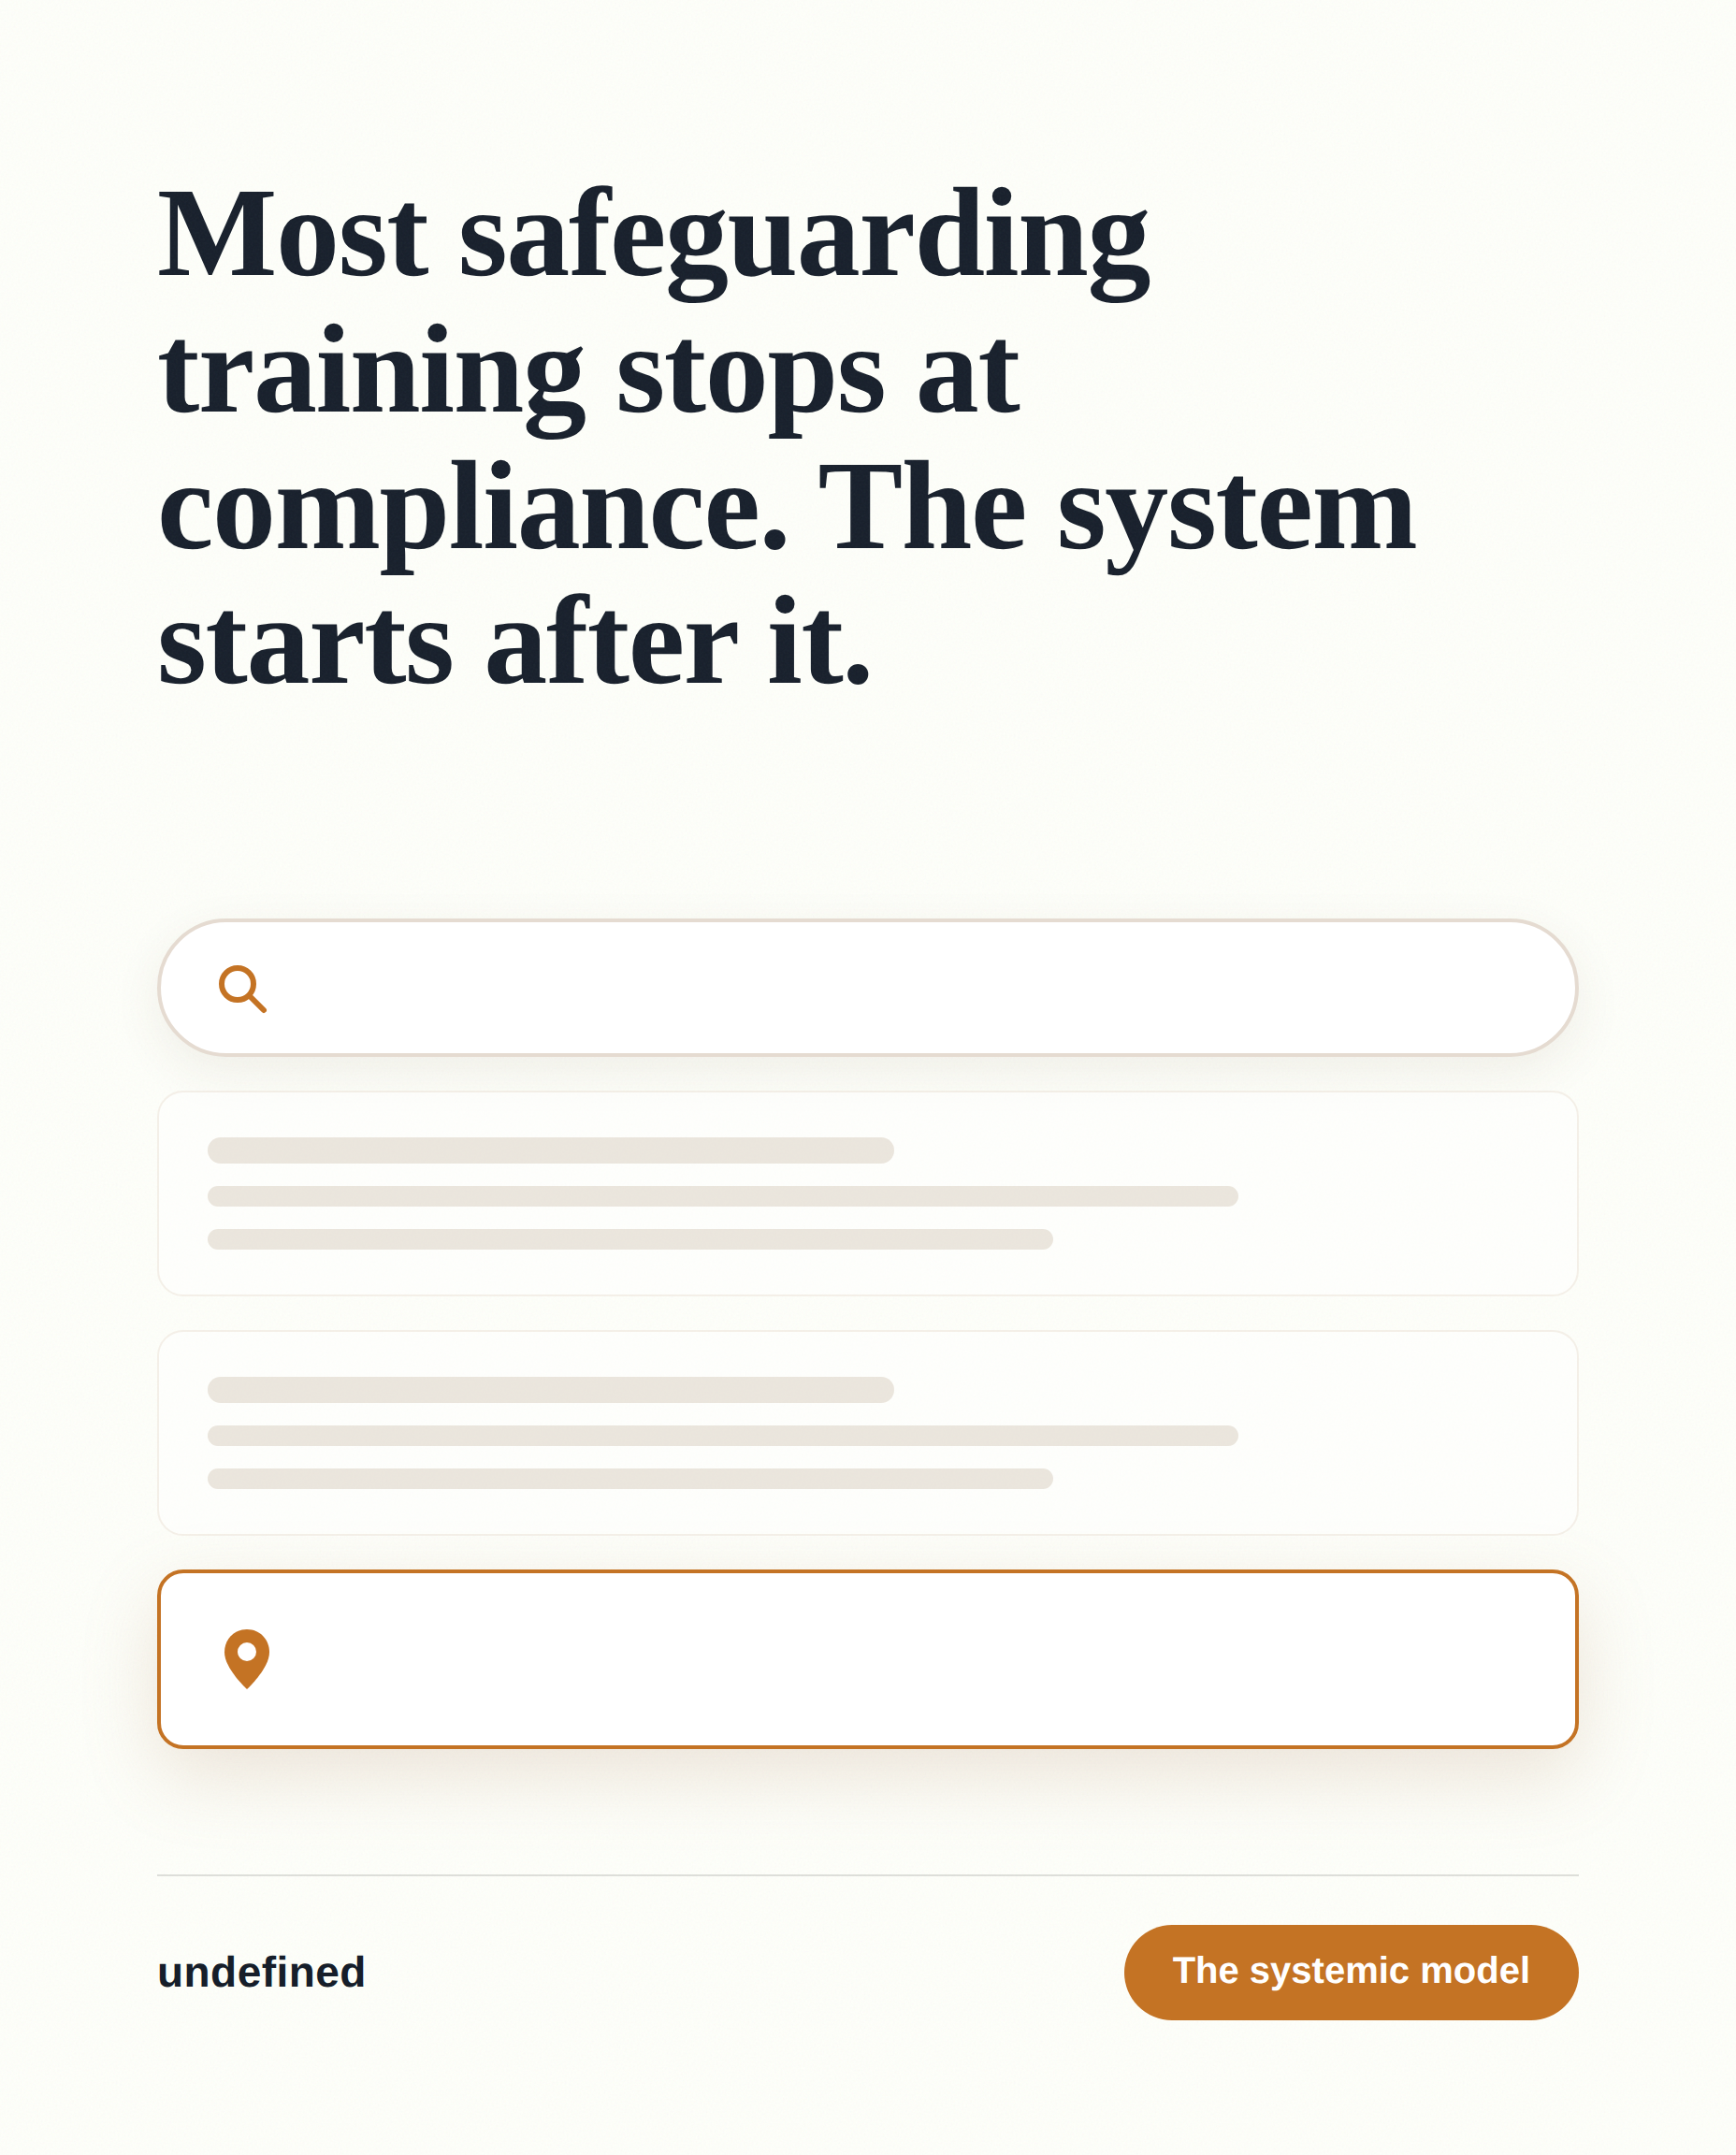 Most safeguarding
training stops at
compliance. The system
starts after it.
undefined
The systemic model